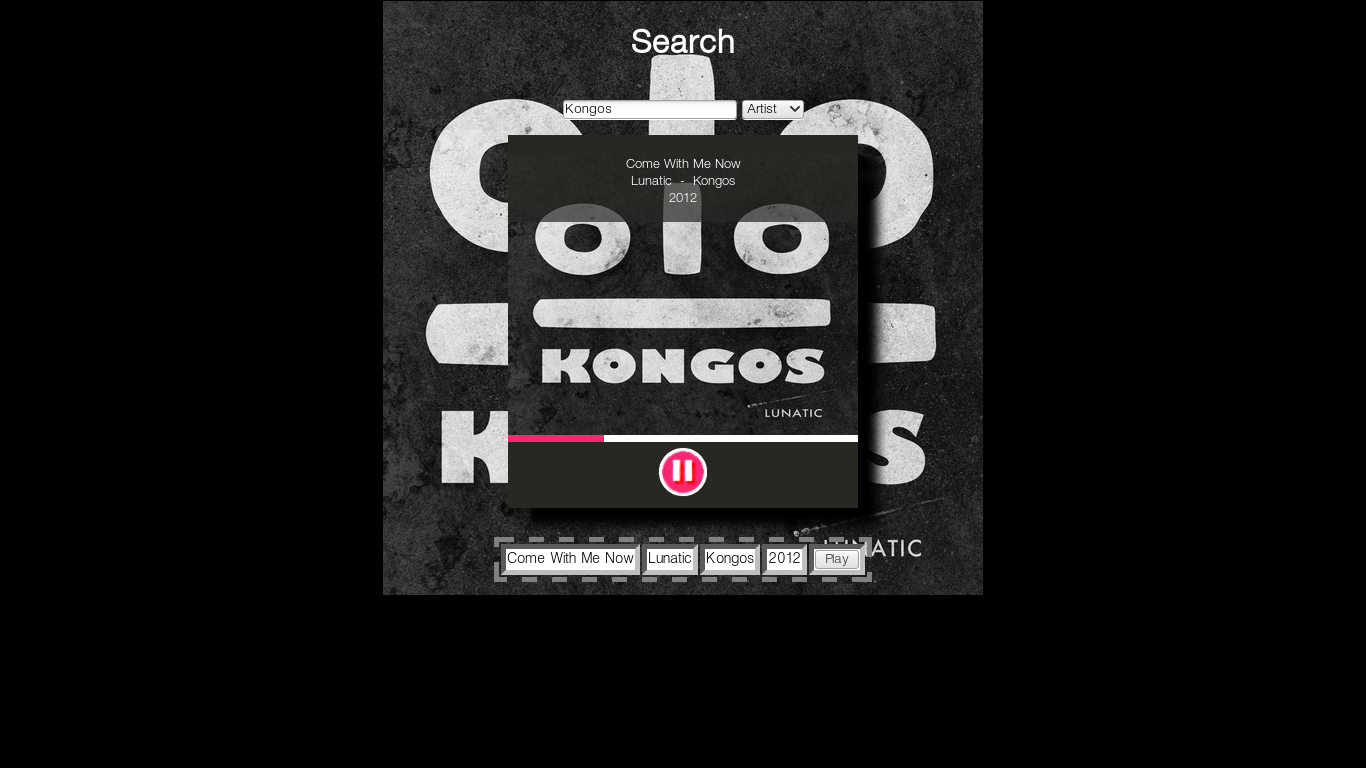 Search
Kongos Artist
Come With Me Now
Lunatic - Kongos
2012
KONGOS
LUNATIC
K S
LUNATIC
Come With Me Now Lunatic Kongos 2012 Play